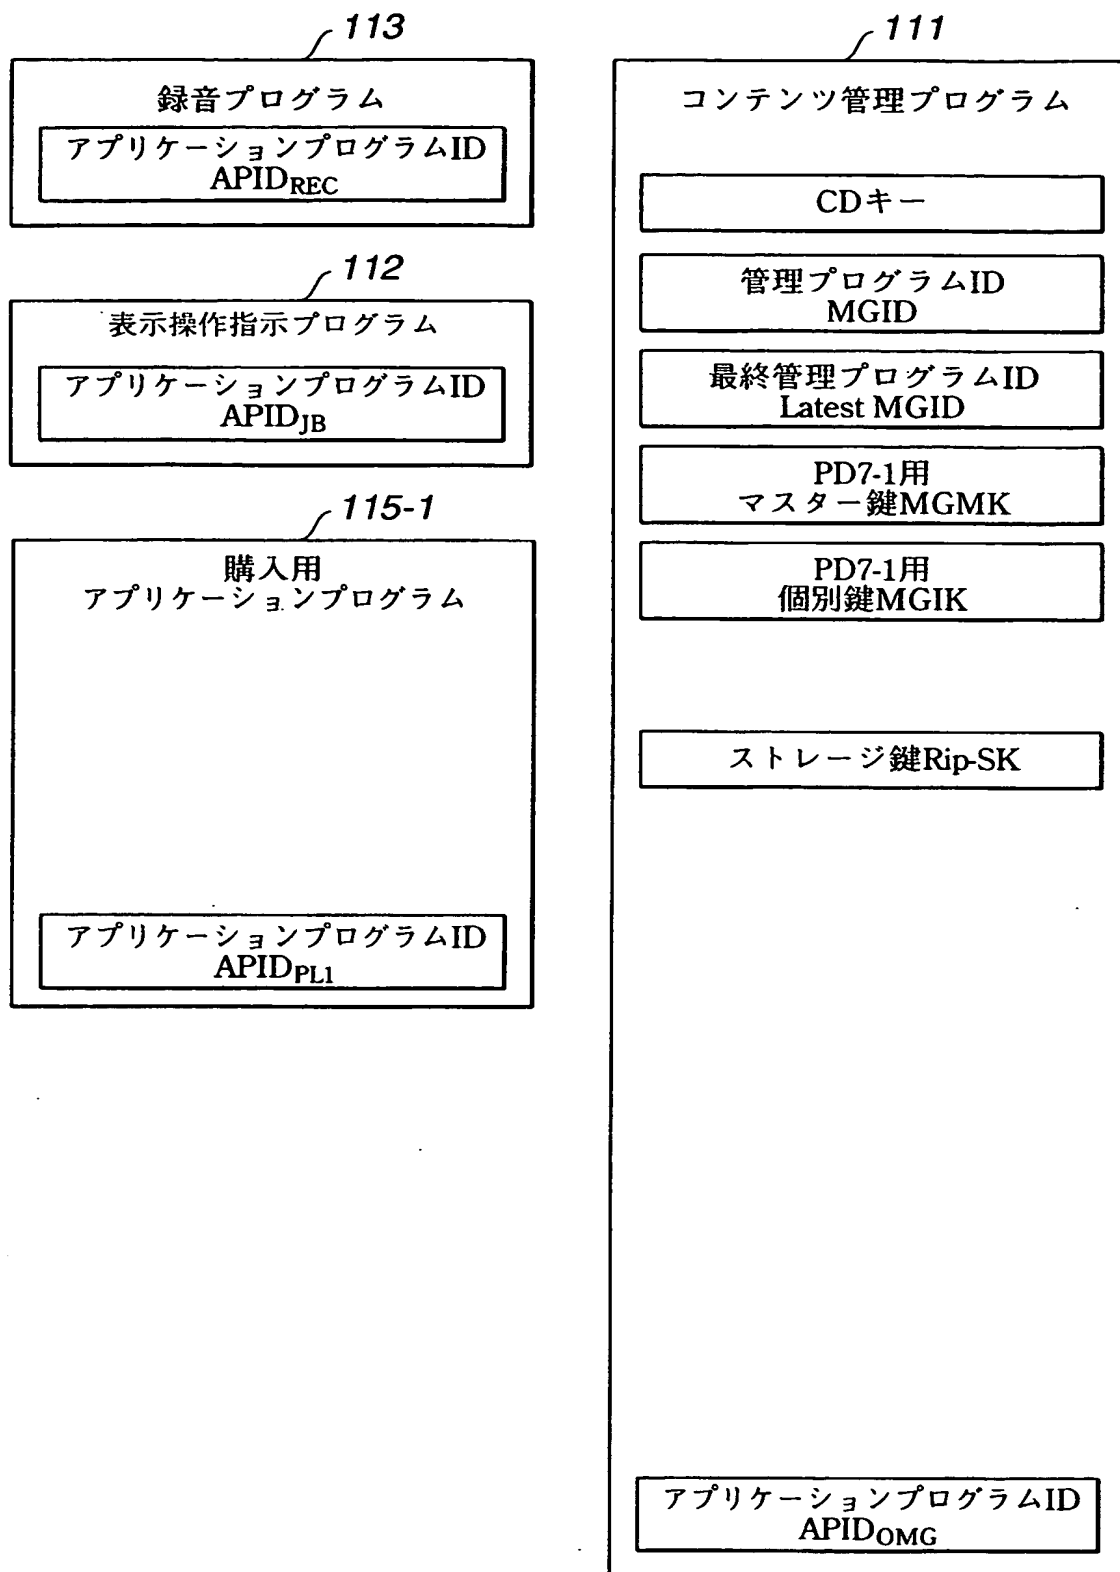 113
録音プログラム
アプリケーションプログラムID
APIDREC
112
表示操作指示プログラム
アプリケーションプログラムID
APIDJB
115-1
購入用
アプリケーションプログラム
アプリケーションプログラムID
APIDPL1
111
コンテンツ管理プログラム
CDキー
管理プログラムID
MGID
最終管理プログラムID
Latest MGID
PD7-1用
マスター鍵MGMK
PD7-1用
個別鍵MGIK
ストレージ鍵Rip-SK
アプリケーションプログラムID
APIDOMG